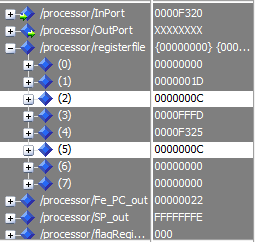 /processor/InPort 0000F320
/processor/OutPort XXXXXXXX
/processor/registerfile {00000000} {000...
(0) 00000000
(1) 0000001D
(2) 0000000C
(3) 0000FFFD
(4) 0000F325
(5) 0000000C
(6) 00000000
(7) 00000000
/processor/Fe_PC_out 00000022
/processor/SP_out FFFFFFFE
/processor/flagRegi... 000